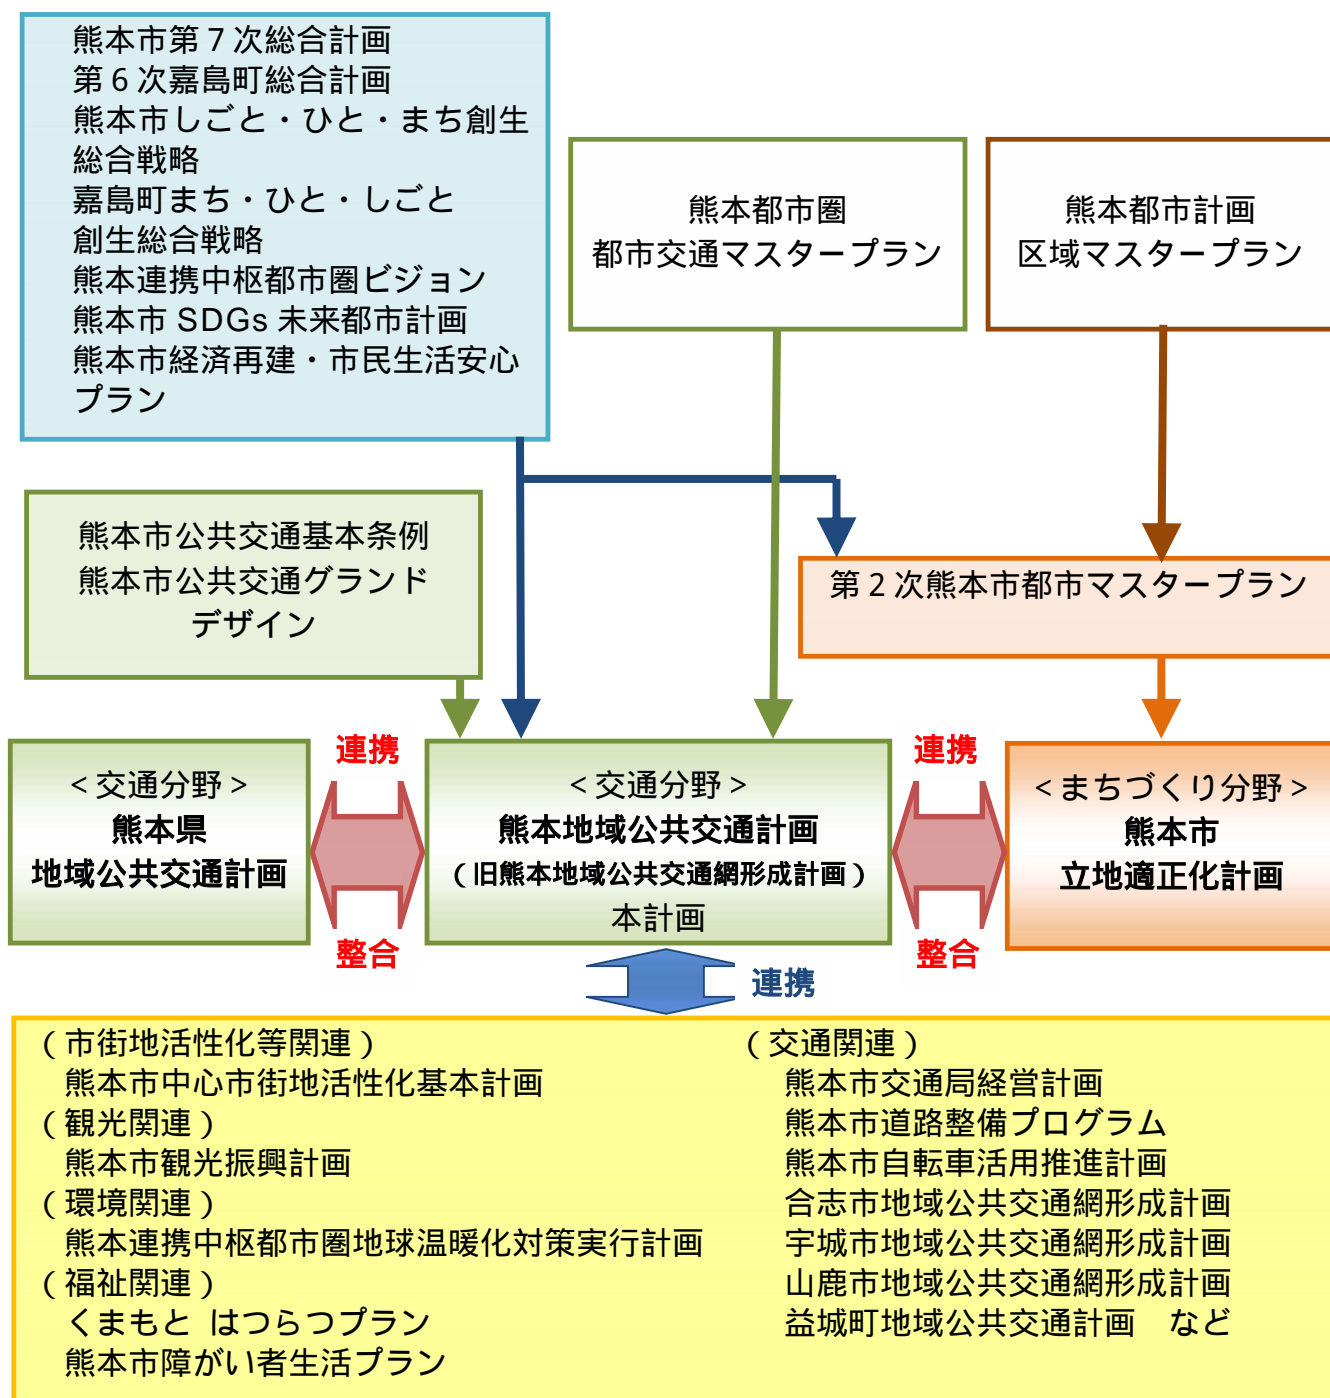 熊本市第7次総合計画
第6次嘉島町総合計画
熊本市しごと・ひと・まち創生
総合戦略
嘉島町まち・ひと・しごと
創生総合戦略
熊本連携中枢都市圏ビジョン
熊本市 SDGs 未来都市計画
熊本市経済再建・市民生活安心
プラン
熊本都市圏
都市交通マスタープラン
熊本都市計画
区域マスタープラン
熊本市公共交通基本条例
熊本市公共交通グランド
デザイン
第2次熊本市都市マスタープラン
<交通分野>
熊本県
地域公共交通計画
連携
整合
<交通分野>
熊本地域公共交通計画
(旧熊本地域公共交通網形成計画)
本計画
連携
整合
<まちづくり分野>
熊本市
立地適正化計画
連携
(市街地活性化等関連)
熊本市中心市街地活性化基本計画
(観光関連)
熊本市観光振興計画
(環境関連)
熊本連携中枢都市圏地球温暖化対策実行計画
(福祉関連)
くまもと はつらつプラン
熊本市障がい者生活プラン
(交通関連)
熊本市交通局経営計画
熊本市道路整備プログラム
熊本市自転車活用推進計画
合志市地域公共交通網形成計画
宇城市地域公共交通網形成計画
山鹿市地域公共交通網形成計画
益城町地域公共交通計画 など